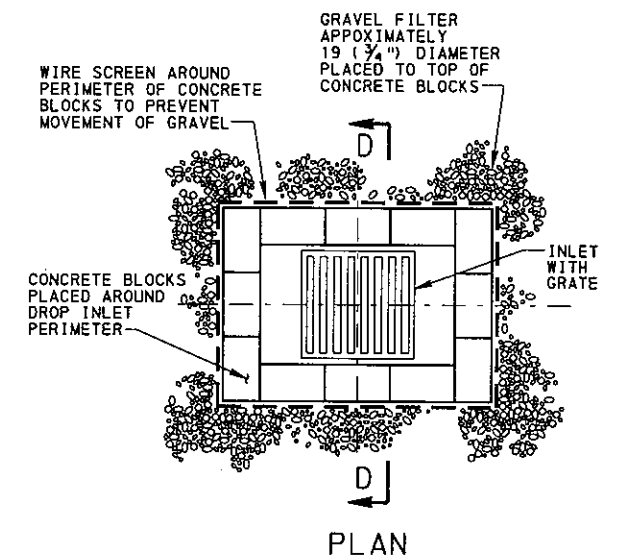 GRAVEL FILTER
APPOXIMATELY
19 (3/4") DIAMETER
PLACED TO TOP OF
CONCRETE BLOCKS
WIRE SCREEN AROUND
PERIMETER OF CONCRETE
BLOCKS TO PREVENT
MOVEMENT OF GRAVEL
D
INLET
WITH
GRATE
CONCRETE BLOCKS
PLACED AROUND
DROP INLET
PERIMETER
D
PLAN